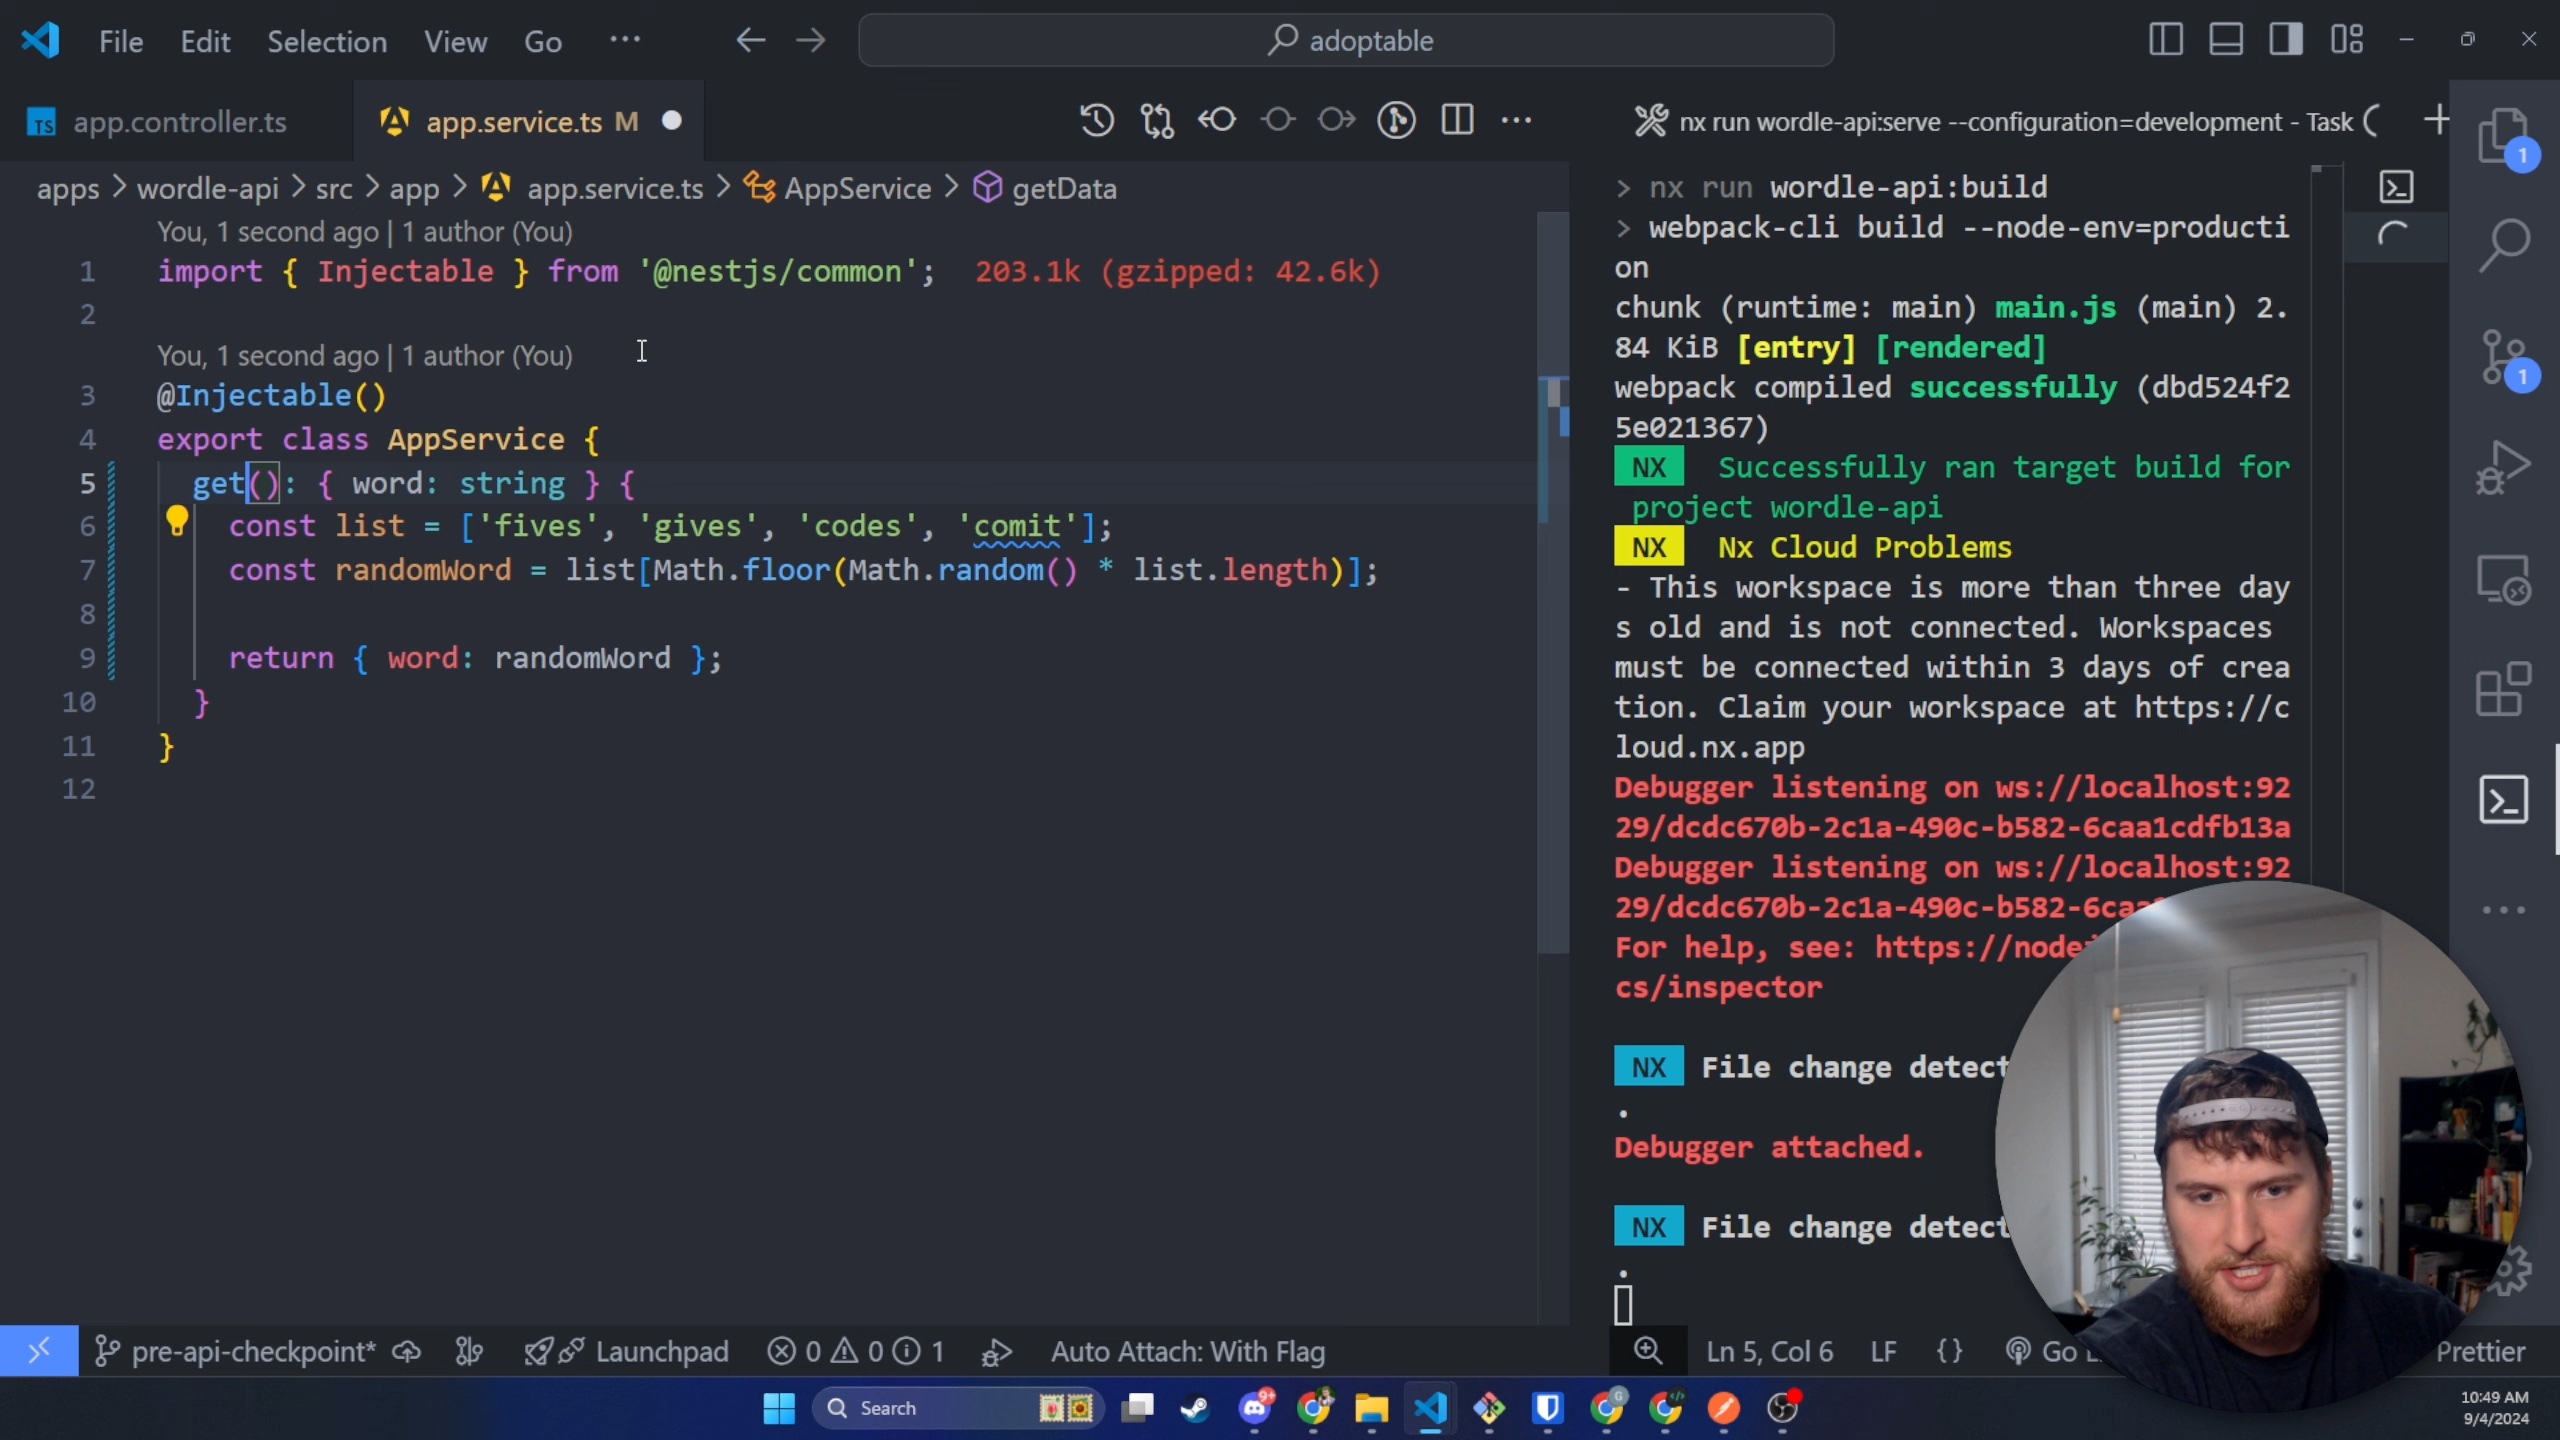 File Edit Selection View Go ··· adoptable
app.controller.ts app.service.ts M
nx run wordle-api:serve --configuration=development - Task
apps > wordle-api > src > app > app.service.ts > AppService > getData
You, 1 second ago | 1 author (You)
1 import { Injectable } from '@nestjs/common'; 203.1k (gzipped: 42.6k)
2
You, 1 second ago | 1 author (You)
3 @Injectable()
4 export class AppService {
5 get(): { word: string } {
6 const list = ['fives', 'gives', 'codes', 'comit'];
7 const randomWord = list[Math.floor(Math.random() * list.length)];
8
9 return { word: randomWord };
10 }
11 }
12
> nx run wordle-api:build
> webpack-cli build --node-env=producti
on
chunk (runtime: main) main.js (main) 2.
84 KiB [entry] [rendered]
webpack compiled successfully (dbd524f2
5e021367)
NX Successfully ran target build for
project wordle-api
NX Nx Cloud Problems
- This workspace is more than three day
s old and is not connected. Workspaces
must be connected within 3 days of crea
tion. Claim your workspace at https://c
loud.nx.app
Debugger listening on ws://localhost:92
29/dcdc670b-2c1a-490c-b582-6caa1cdfb13a
Debugger listening on ws://localhost:92
29/dcdc670b-2c1a-490c-b582-6caa
For help, see: https://node
cs/inspector
NX File change detect
.
Debugger attached.
NX File change detect
.
1
1
pre-api-checkpoint* Launchpad 0 0 1 Auto Attach: With Flag Ln 5, Col 6 LF {} Go Prettier
Search 9+ 10:49 AM
9/4/2024